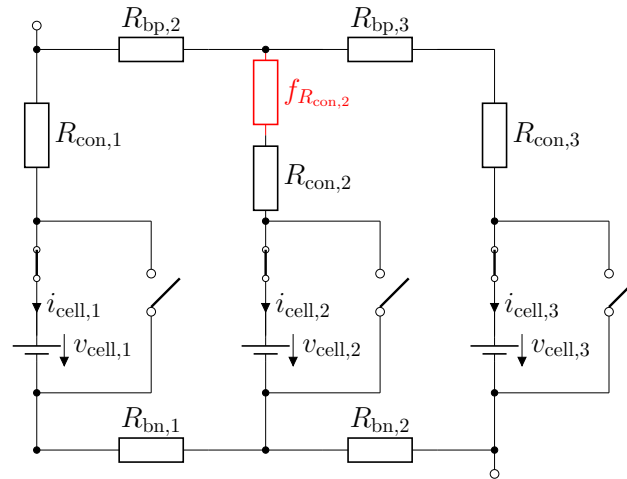 R_bp,2
R_bp,3
f_R_con,2
R_con,1
R_con,2
R_con,3
i_cell,1
i_cell,2
i_cell,3
v_cell,1
v_cell,2
v_cell,3
R_bn,1
R_bn,2